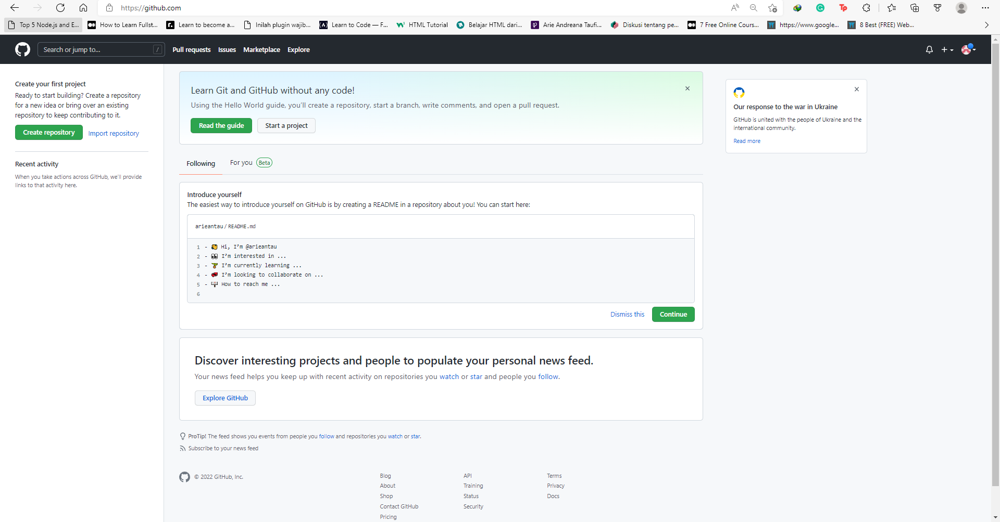 https://github.com
Top 5 Node.js and E...
How to Learn Fullst...
Learn to become a...
Inilah plugin wajib...
Learn to Code — F...
HTML Tutorial
Belajar HTML dari...
Arie Andreana Taufi...
Diskusi tentang pe...
7 Free Online Cours...
https://www.google...
8 Best (FREE) Web...
Search or jump to... /
Pull requests
Issues
Marketplace
Explore
Create your first project
Ready to start building? Create a repository
for a new idea or bring over an existing
repository to keep contributing to it.
Create repository
Import repository
Recent activity
When you take actions across GitHub, we'll provide
links to that activity here.
Learn Git and GitHub without any code!
Using the Hello World guide, you'll create a repository, start a branch, write comments, and open a pull request.
Read the guide
Start a project
Following
For you Beta
Introduce yourself
The easiest way to introduce yourself on GitHub is by creating a README in a repository about you! You can start here:
arieantau/README.md
1 - 👋 Hi, I'm @arieantau
2 - 👀 I'm interested in ...
3 - 🌱 I'm currently learning ...
4 - 💞️ I'm looking to collaborate on ...
5 - 📫 How to reach me ...
6
Dismiss this
Continue
Discover interesting projects and people to populate your personal news feed.
Your news feed helps you keep up with recent activity on repositories you watch or star and people you follow.
Explore GitHub
ProTip! The feed shows you events from people you follow and repositories you watch or star.
Subscribe to your news feed
Our response to the war in Ukraine
GitHub is united with the people of Ukraine and the
international community.
Read more
© 2022 GitHub, Inc.
Blog
About
Shop
Contact GitHub
Pricing
API
Training
Status
Security
Terms
Privacy
Docs